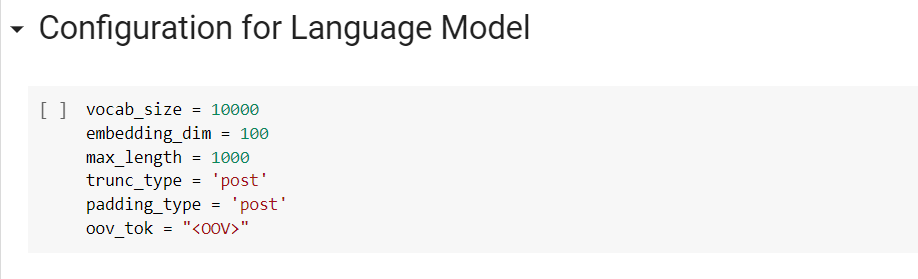 Configuration for Language Model
[ ] vocab_size = 10000
embedding_dim = 100
max_length = 1000
trunc_type = 'post'
padding_type = 'post'
oov_tok = "<OOV>"